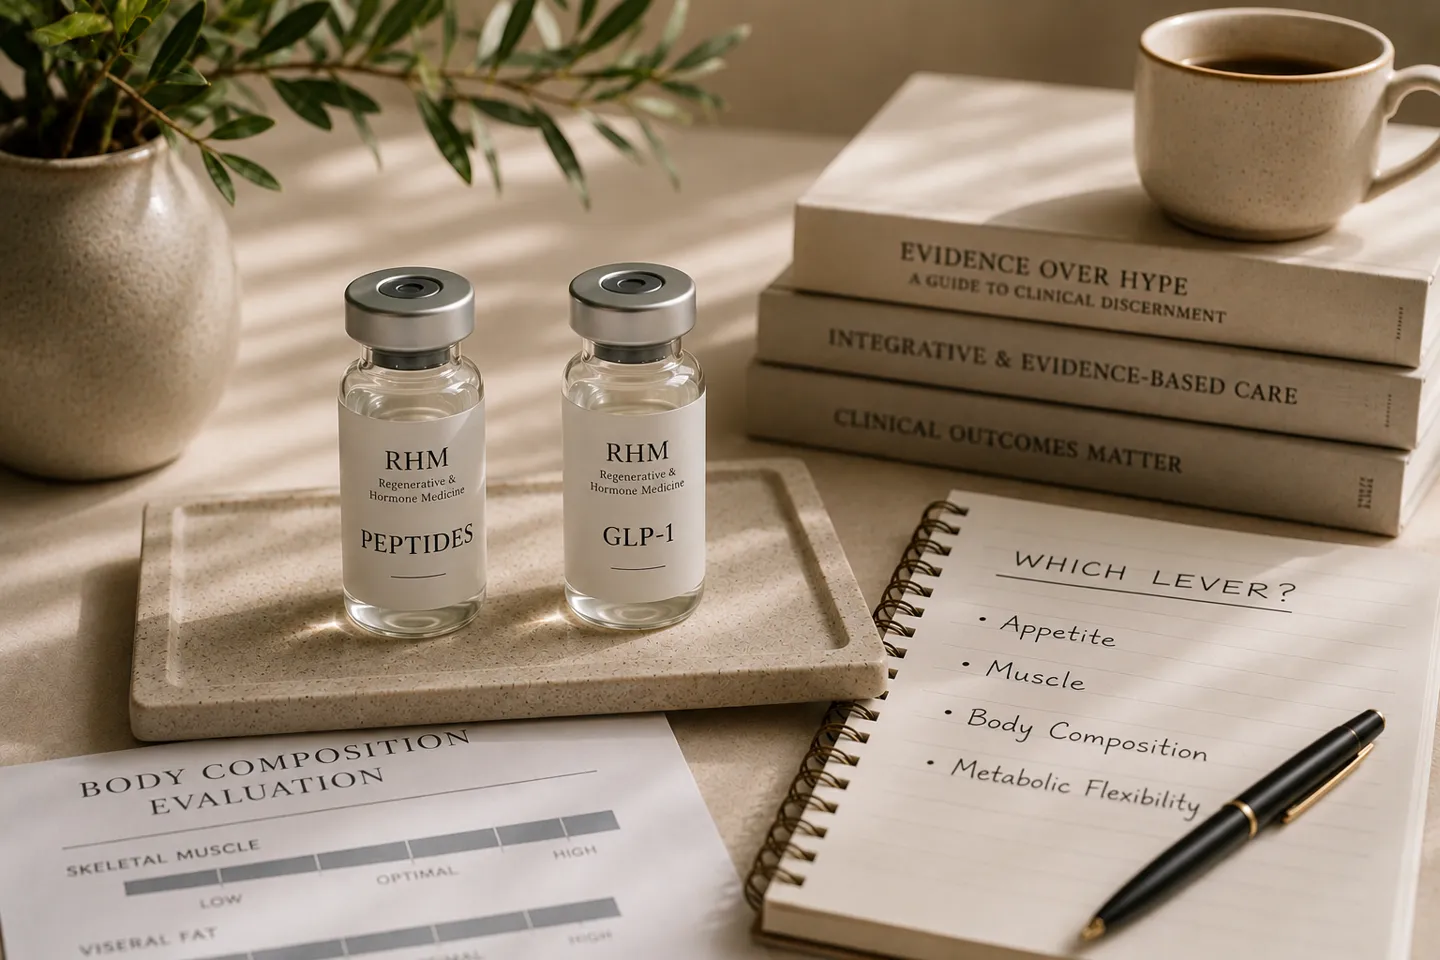 RHM
Regenerative &
Hormone Medicine
PEPTIDES
RHM
Regenerative &
Hormone Medicine
GLP-1
EVIDENCE OVER HYPE
A GUIDE TO CLINICAL DISCERNMENT
INTEGRATIVE & EVIDENCE-BASED CARE
CLINICAL OUTCOMES MATTER
WHICH LEVER?
• Appetite
• Muscle
• Body Composition
• Metabolic Flexibility
BODY COMPOSITION
EVALUATION
SKELETAL MUSCLE
LOW
OPTIMAL
HIGH
VISERAL FAT
HIGH